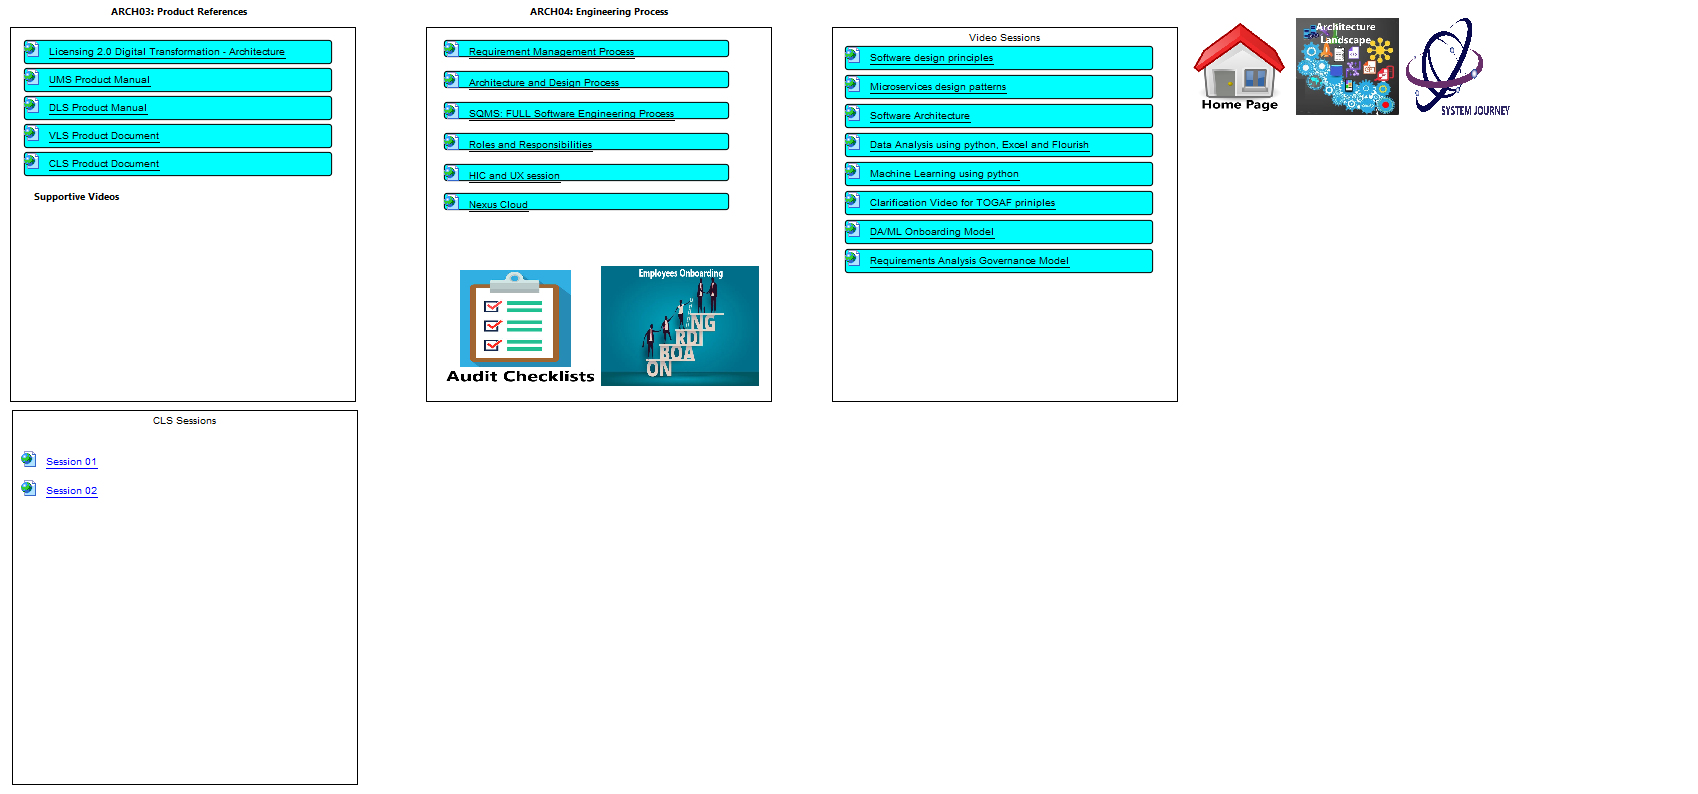 ARCH03: Product References
Licensing 2.0 Digital Transformation - Architecture
UMS Product Manual
DLS Product Manual
VLS Product Document
CLS Product Document
Supportive Videos
ARCH04: Engineering Process
Requirement Management Process
Architecture and Design Process
SQMS: FULL Software Engineering Process
Roles and Responsibilities
HIC and UX session
Nexus Cloud
Audit Checklists
Employees Onboarding
NG
RDI
BOA
ON
Video Sessions
Software design principles
Microservices design patterns
Software Architecture
Data Analysis using python, Excel and Flourish
Machine Learning using python
Clarification Video for TOGAF priniples
DA/ML Onboarding Model
Requirements Analysis Governance Model
Home Page
Architecture
Landscape
SYSTEM JOURNEY
CLS Sessions
Session 01
Session 02